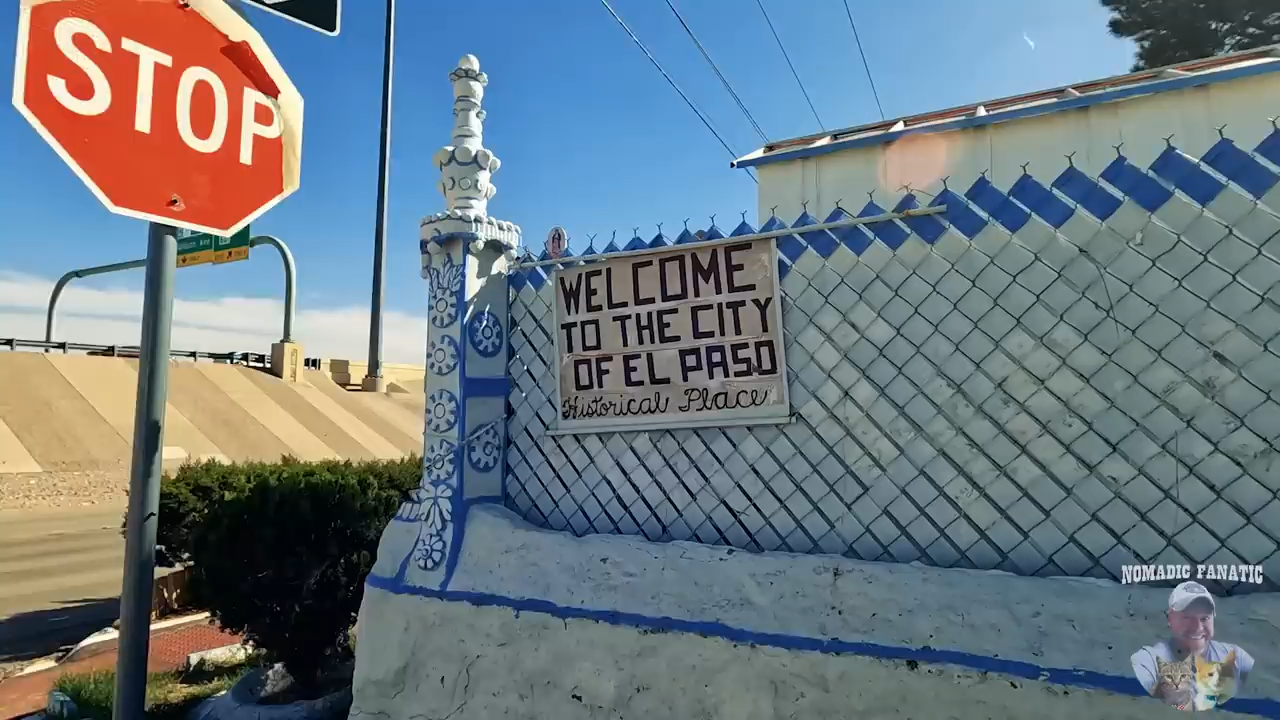 STOP
WELCOME
TO THE CITY
OF EL PASO
Historical Place
NOMADIC FANATIC